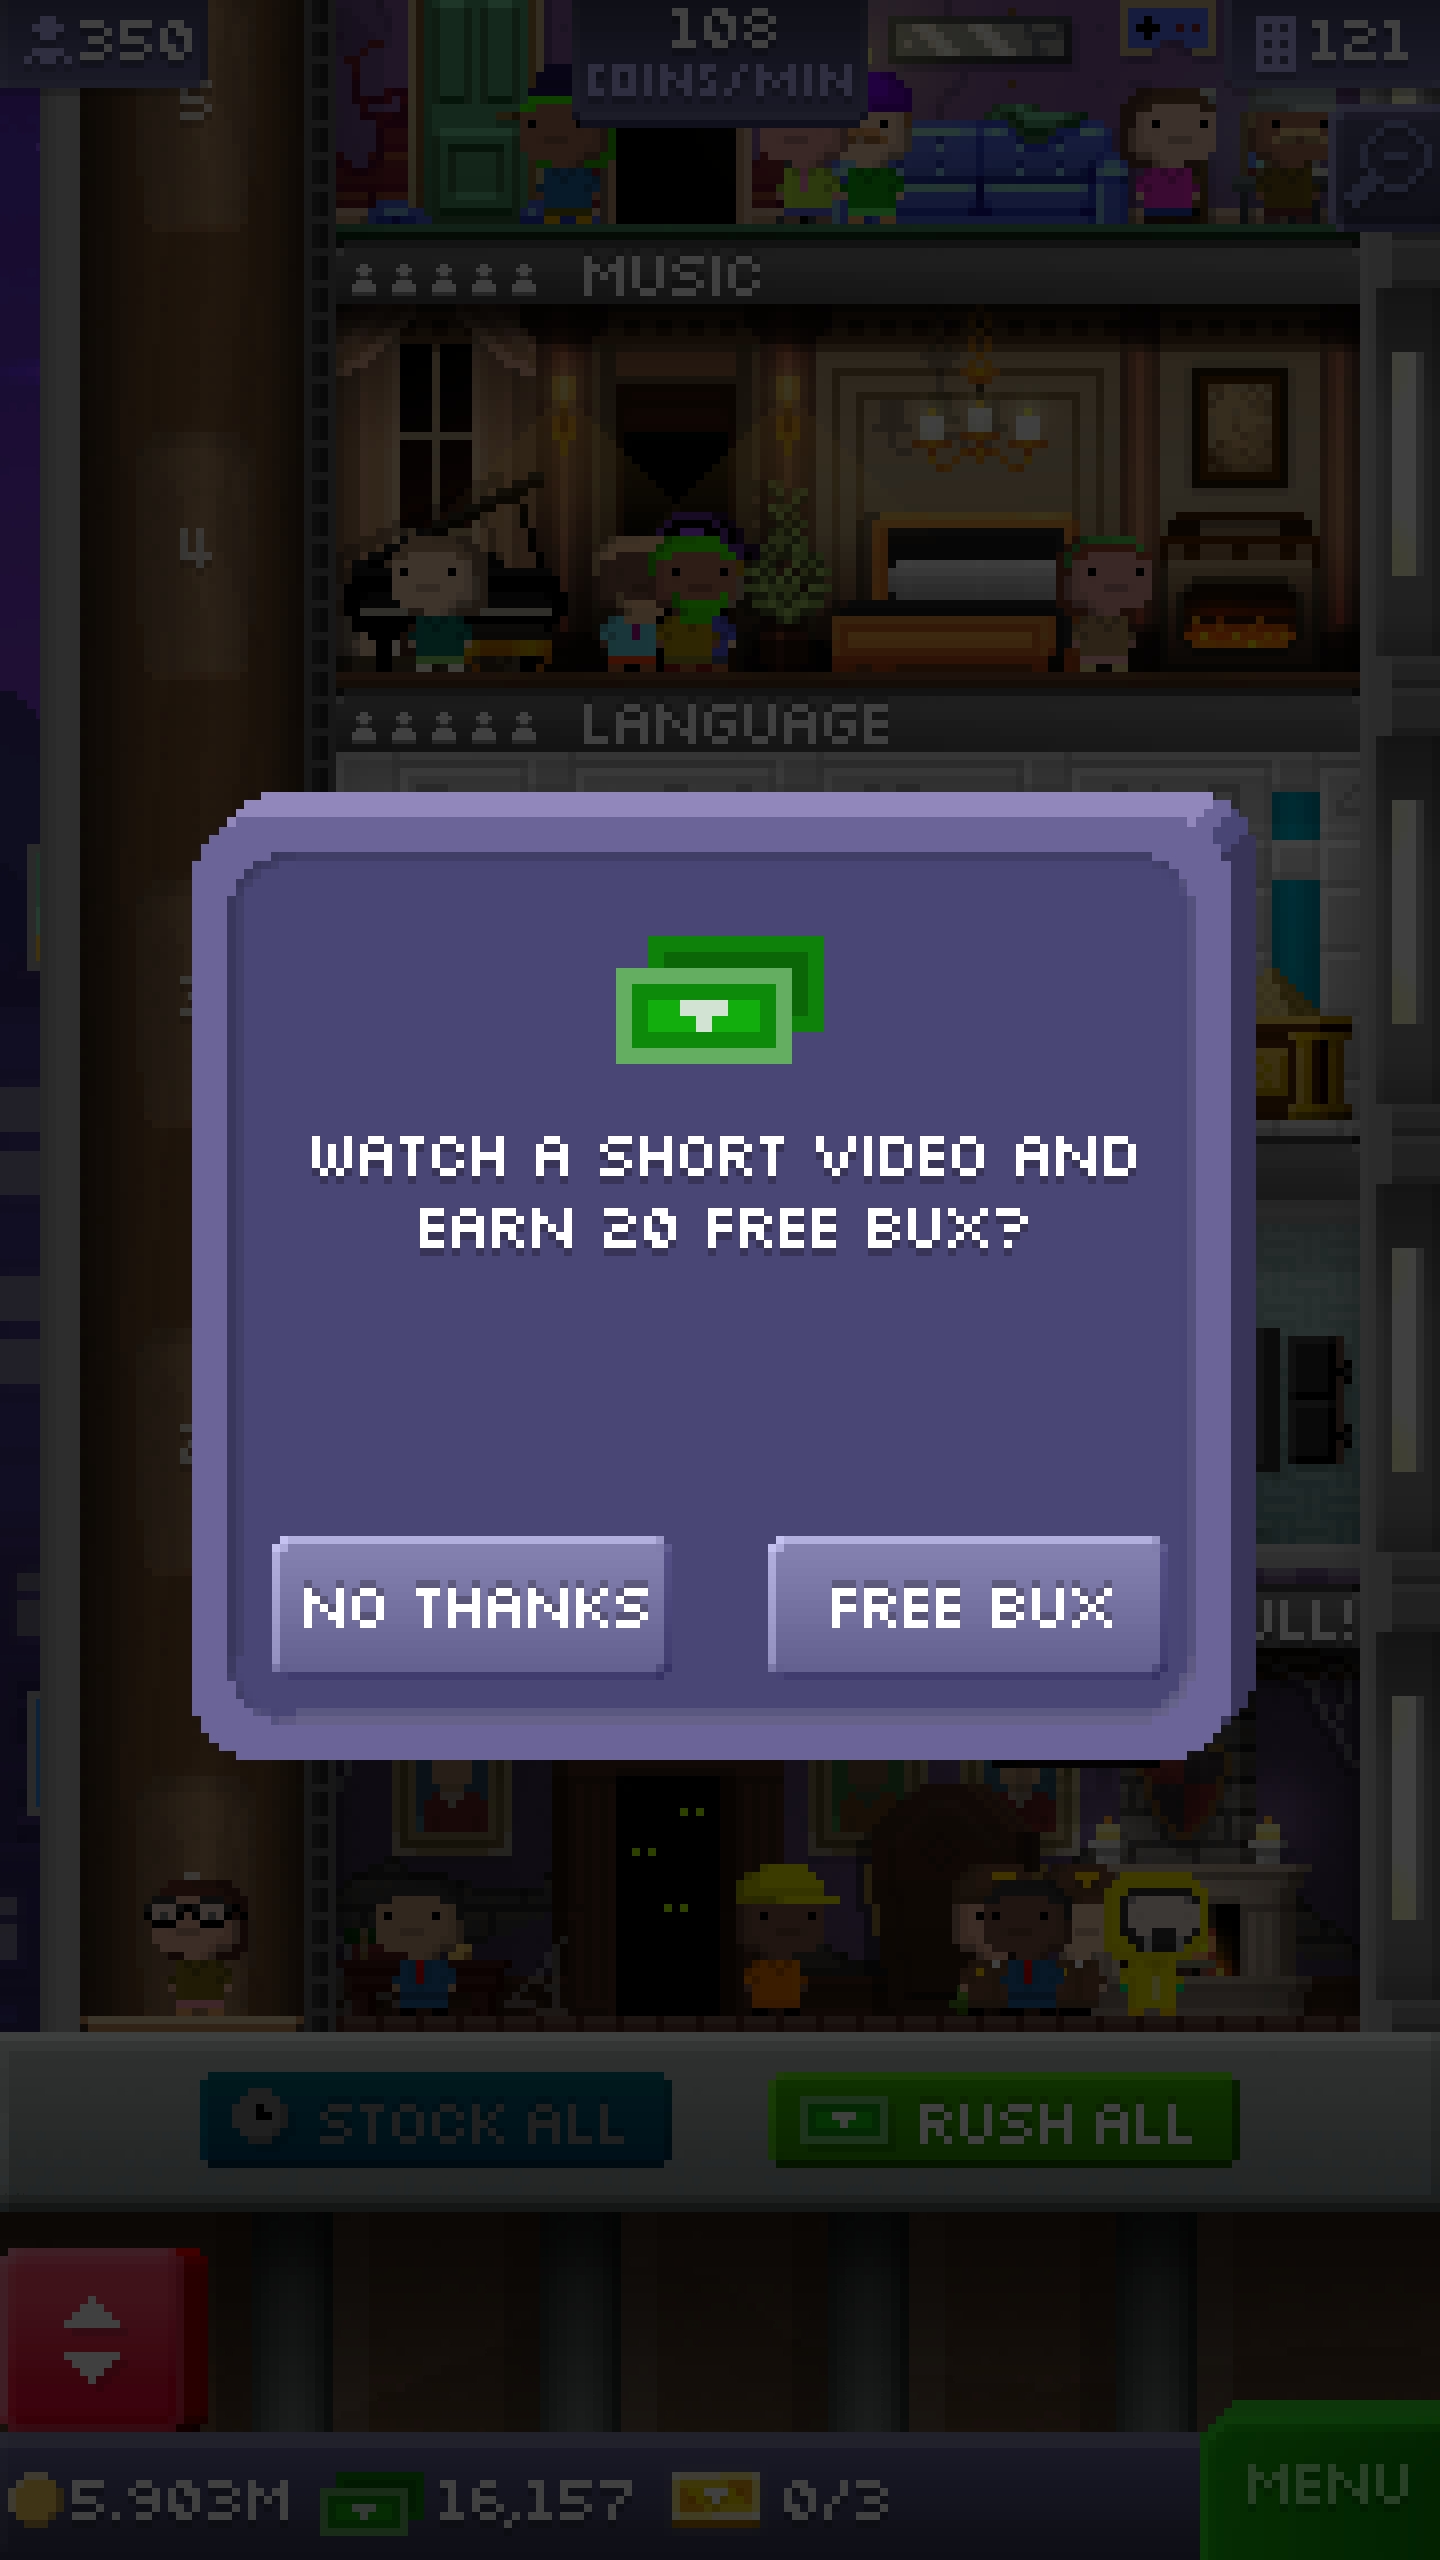 350
108
COINS/MIN
121
5
MUSIC
4
LANGUAGE
WATCH A SHORT VIDEO AND
EARN 20 FREE BUX?
NO THANKS
FREE BUX
STOCK ALL
RUSH ALL
5.903M
16,157
0/3
MENU